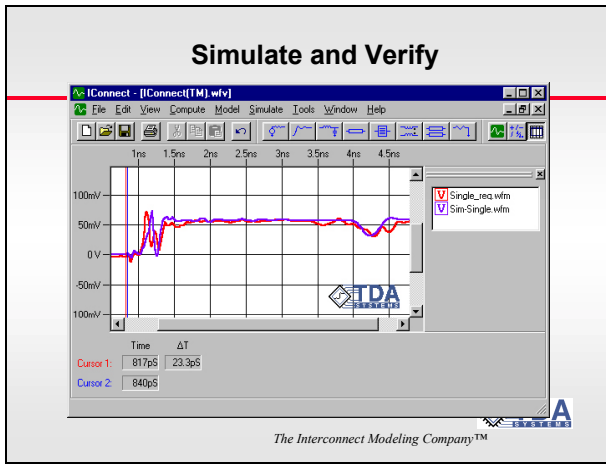 Simulate and Verify
IConnect - [IConnect(TM).wfv]
File Edit View Compute Model Simulate Tools Window Help
1ns 1.5ns 2ns 2.5ns 3ns 3.5ns 4ns 4.5ns
100mV
50mV
0 V
-50mV
100mV
Single_req.wfm
Sim-Single.wfm
TDA
SYSTEMS
Time ΔT
Cursor 1: 817pS 23.3pS
Cursor 2: 840pS
TDA
SYSTEMS
The Interconnect Modeling Company™